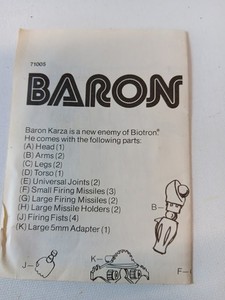 71005
BARON
Baron Karza is a new enemy of Biotron®.
He comes with the following parts:
(A) Head (1)
(B) Arms (2)
(C) Legs (2)
(D) Torso (1)
(E) Universal Joints (2)
(F) Small Firing Missiles (3)
(G) Large Firing Missiles (2)
(H) Large Missile Holders (2)
(J) Firing Fists (4)
(K) Large 5mm Adapter (1)
B
K
J
F